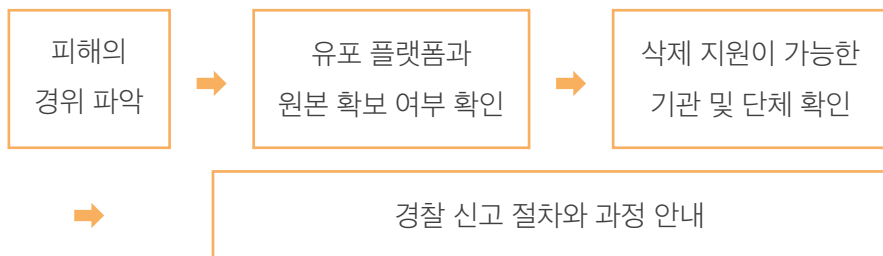 피해의
경위 파악
유포 플랫폼과
원본 확보 여부 확인
삭제 지원이 가능한
기관 및 단체 확인
경찰 신고 절차와 과정 안내